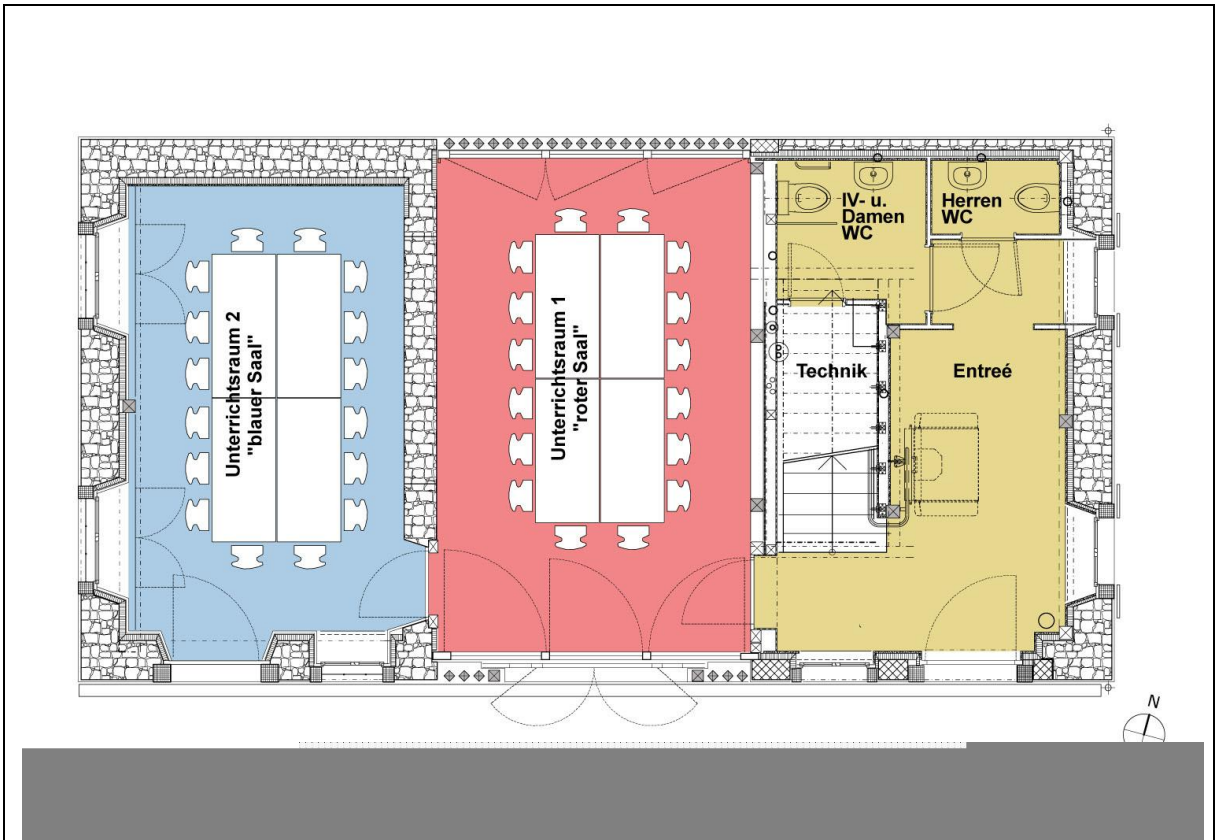 Unterrichtsraum 2
"blauer Saal"
Unterrichtsraum 1
"roter Saal"
IV- u.
Damen
WC
Herren
WC
Technik
Entreé
N